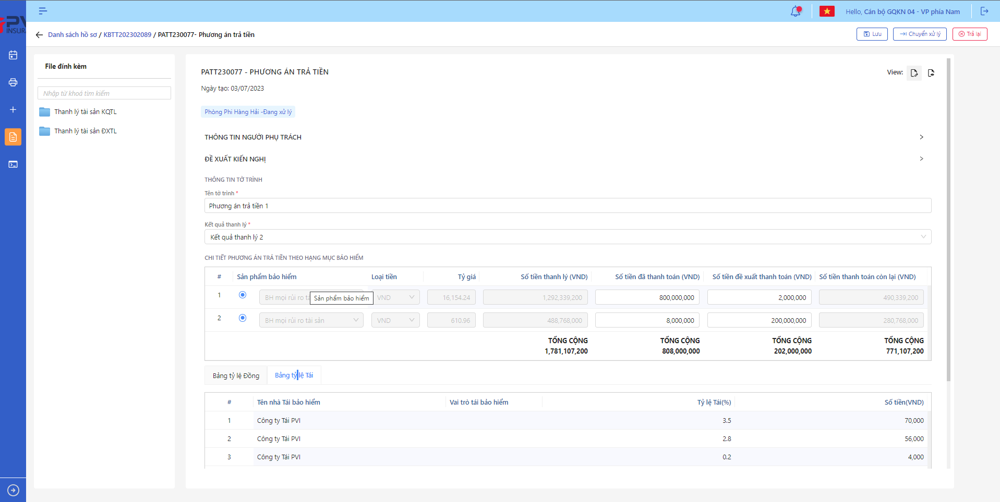 PV
INSURA
Hello, Cán bộ GQKN 04 - VP phía Nam
Danh sách hồ sơ / KBTT202302089 / PATT230077- Phương án trả tiền
Lưu
Chuyển xử lý
Trả lại
File đính kèm
Nhập từ khoá tìm kiếm
Thanh lý tài sản KQTL
Thanh lý tài sản ĐXTL
PATT230077 - PHƯƠNG ÁN TRẢ TIỀN
View:
Ngày tạo: 03/07/2023
Phòng Phi Hàng Hải -Đang xử lý
THÔNG TIN NGƯỜI PHỤ TRÁCH
ĐỀ XUẤT KIẾN NGHỊ
THÔNG TIN TỜ TRÌNH
Tên tờ trình *
Phương án trả tiền 1
Kết quả thanh lý *
Kết quả thanh lý 2
CHI TIẾT PHƯƠNG ÁN TRẢ TIỀN THEO HẠNG MỤC BẢO HIỂM
# Sản phẩm bảo hiểm Loại tiền Tỷ giá Số tiền thanh lý (VND) Số tiền đã thanh toán (VND) Số tiền đề xuất thanh toán (VND) Số tiền thanh toán còn lại (VND)
1 BH mọi rủi ro tà Sản phẩm bảo hiểm VND 16,154.24 1,292,339,200 800,000,000 2,000,000 490,339,200
2 BH mọi rủi ro tài sản VND 610.96 488,768,000 8,000,000 200,000,000 280,768,000
TỔNG CỘNG TỔNG CỘNG TỔNG CỘNG TỔNG CỘNG
1,781,107,200 808,000,000 202,000,000 771,107,200
Bảng tỷ lệ Đồng Bảng tỷ lệ Tái
# Tên nhà Tái bảo hiểm Vai trò tái bảo hiểm Tỷ lệ Tái(%) Số tiền(VND)
1 Công ty Tái PVI 3.5 70,000
2 Công ty Tái PVI 2.8 56,000
3 Công ty Tái PVI 0.2 4,000